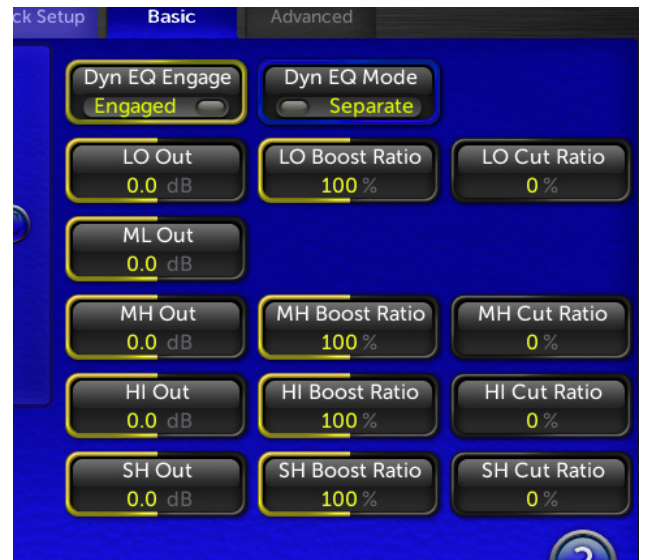 ck Setup Basic Advanced
Dyn EQ Engage Dyn EQ Mode
Engaged Separate
LO Out LO Boost Ratio LO Cut Ratio
0.0 dB 100 % 0 %
ML Out
0.0 dB
MH Out MH Boost Ratio MH Cut Ratio
0.0 dB 100 % 0 %
HI Out HI Boost Ratio HI Cut Ratio
0.0 dB 100 % 0 %
SH Out SH Boost Ratio SH Cut Ratio
0.0 dB 100 % 0 %
?